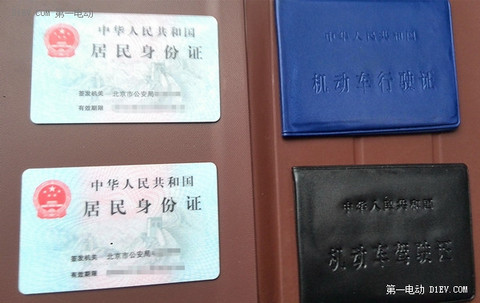 com 第一电动
中华人民共和国
居民身份证
签发机关 北京市公安局
有效期限
中华人民共和国
机动车行驶证
中华人民共和国
居民身份证
签发机关 北京市公安局
有效期限
中华人民共和国
机动车驾驶证
第一电动 D1EV.COM